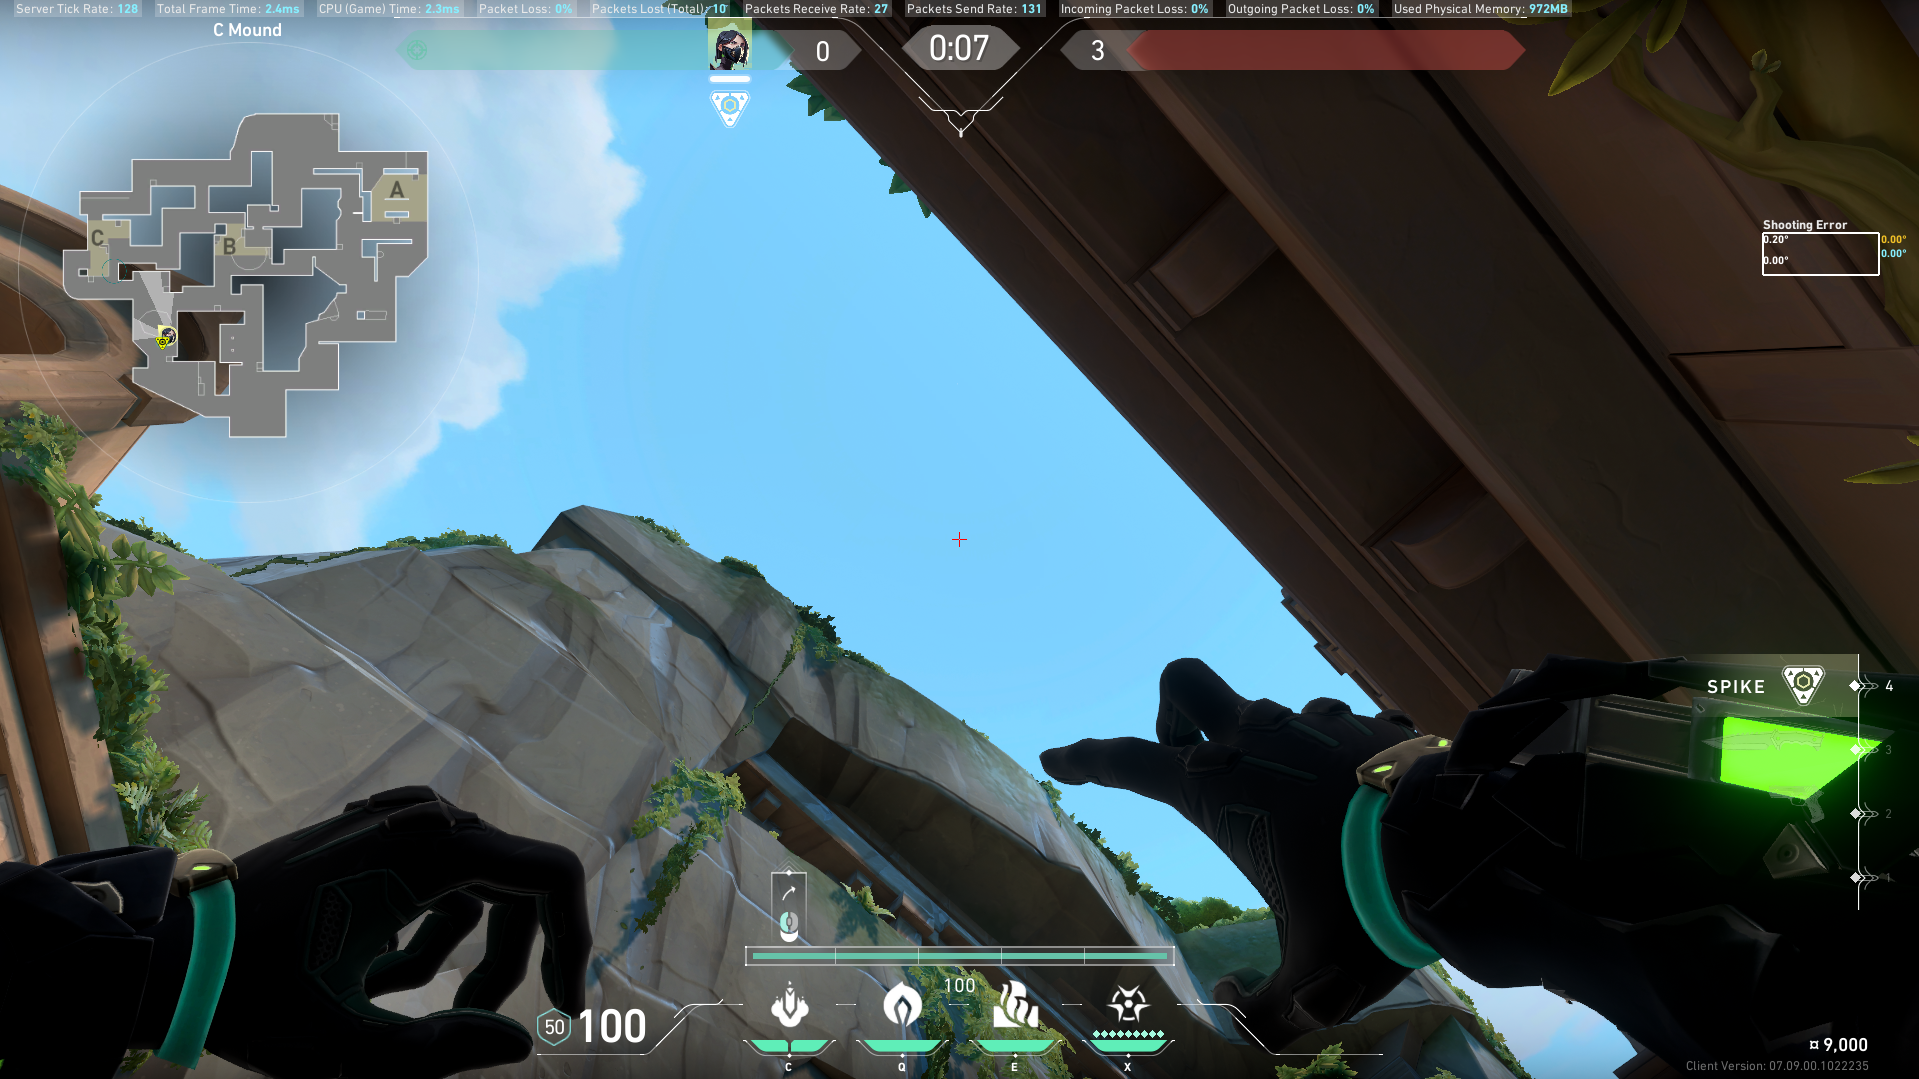 Server Tick Rate: 128 Total Frame Time: 2.4ms CPU (Game) Time: 2.3ms Packet Loss: 0% Packets Lost (Total): 10 Packets Receive Rate: 27 Packets Send Rate: 131 Incoming Packet Loss: 0% Outgoing Packet Loss: 0% Used Physical Memory: 972MB
C Mound
0 0:07 3
A
C
B
Shooting Error
0.20° 0.00°
0.00° 0.00°
SPIKE 4
3
2
1
100
50 100
C Q E X
¤ 9,000
Client Version: 07.09.00.1022235